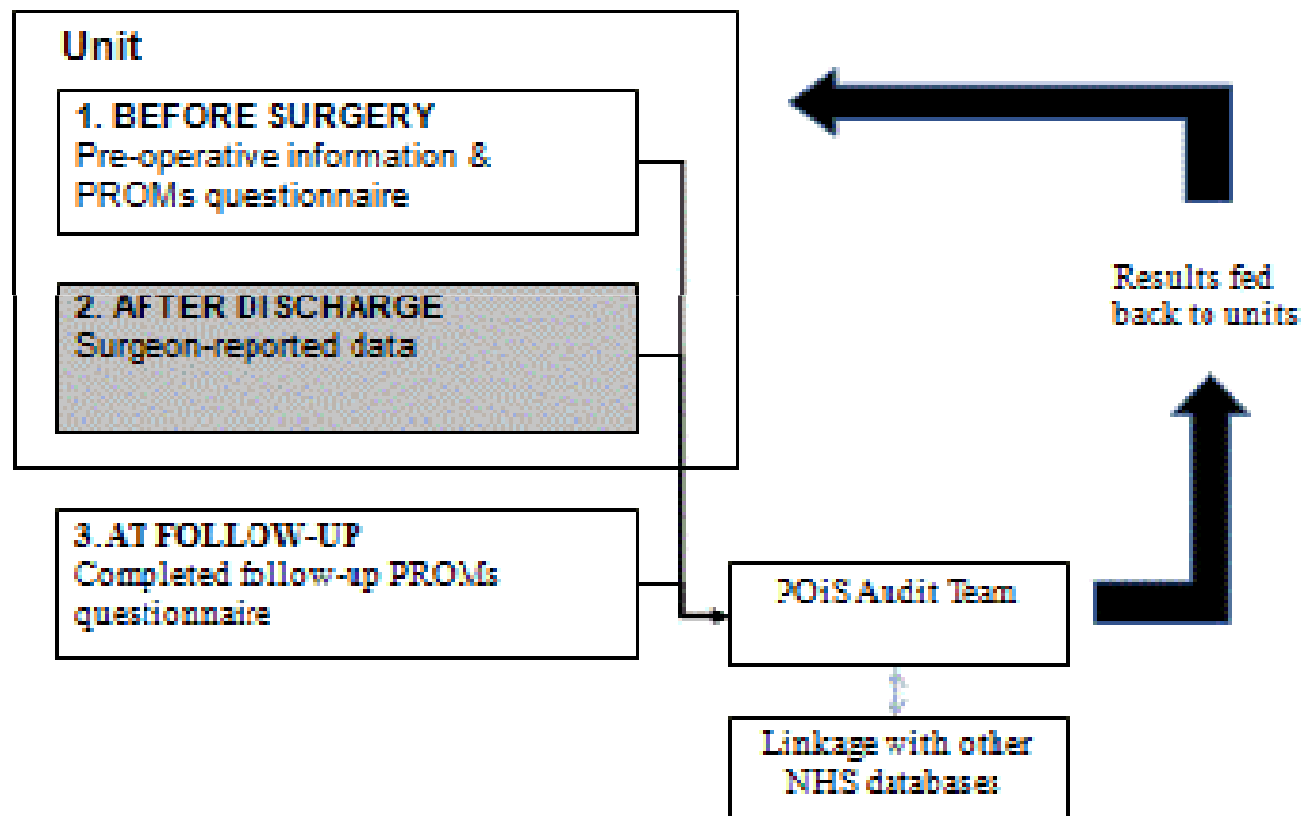 Unit
1. BEFORE SURGERY
Pre-operative information &
PROMs questionnaire
2. AFTER DISCHARGE
Surgeon-reported data
3. AT FOLLOW-UP
Completed follow-up PROMs
questionnaire
POiS Audit Team
Linkage with other
NHS databases
Results fed
back to units